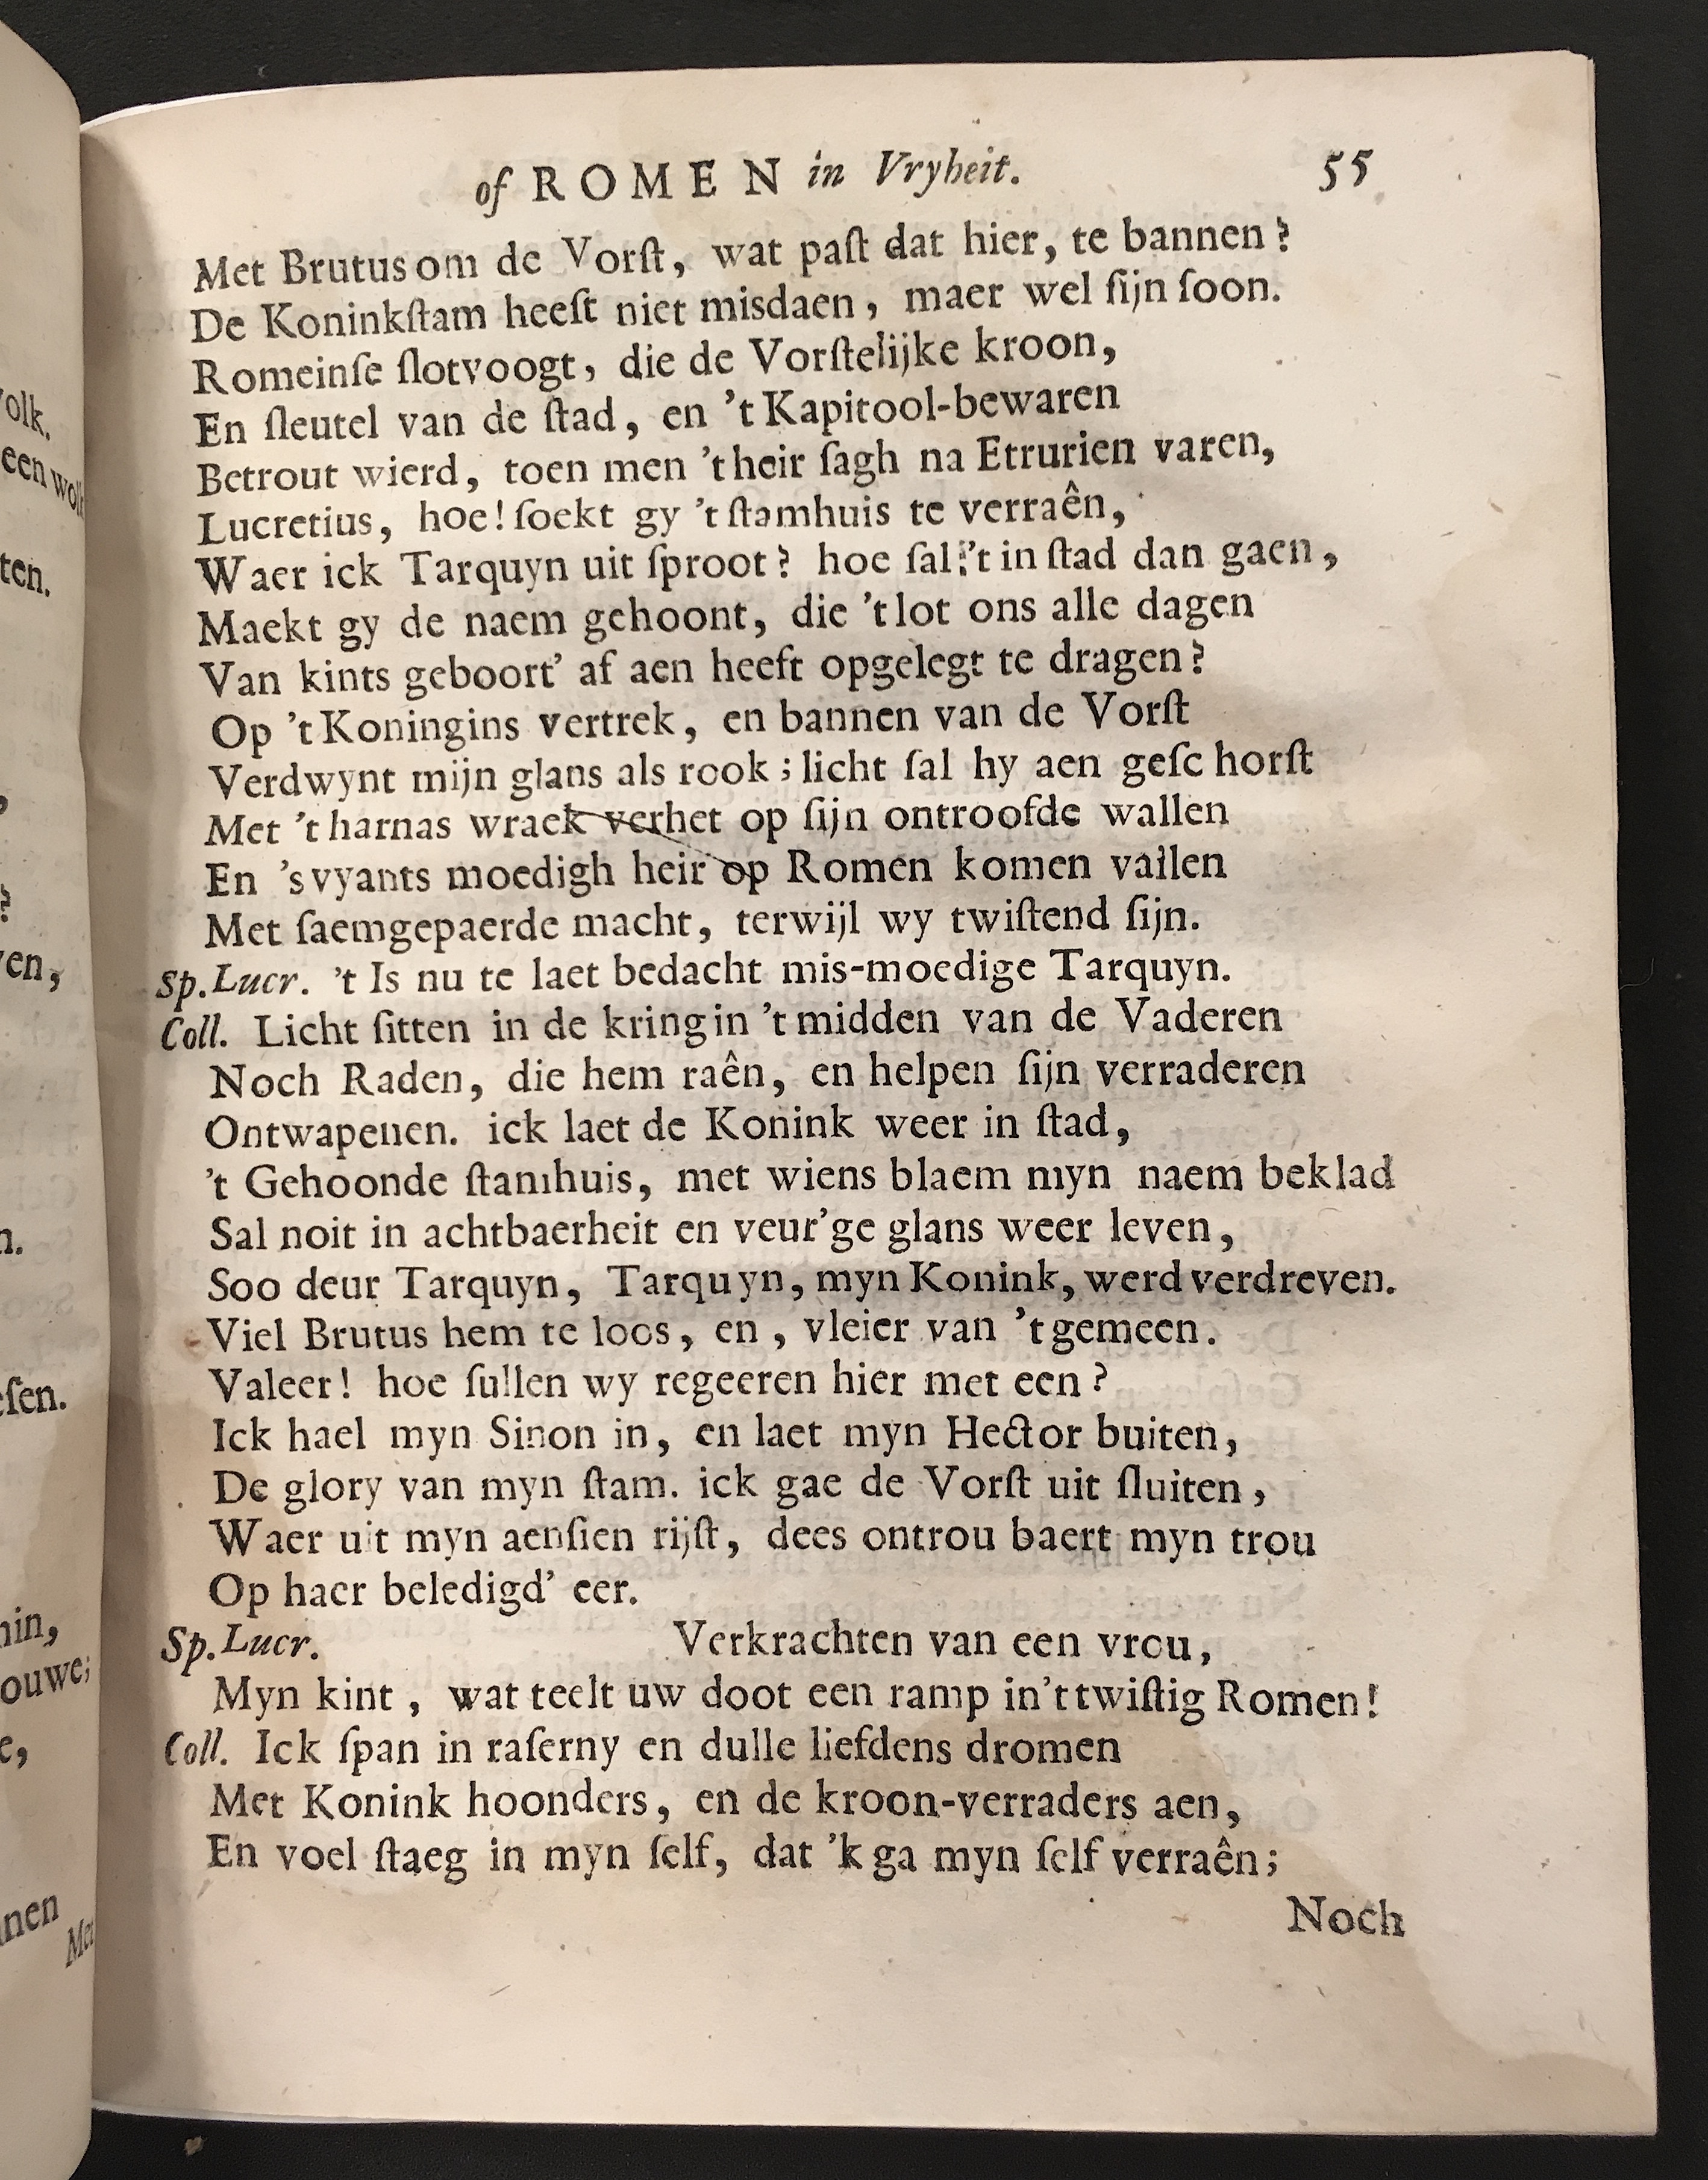 of ROMEN in Vryheit. 55
Met Brutus om de Vorſt, wat paſt dat hier, te bannen?
De Koninkſtam heeft niet misdaen, maer wel ſijn ſoon.
Romeinſe ſlotvoogt, die de Vorſtelijke kroon,
En ſleutel van de ſtad, en 't Kapitool-bewaren
Betrout wierd, toen men 't heir ſagh na Etrurien varen,
Lucretius, hoe! ſoekt gy 't ſtamhuis te verraên,
Waer ick Tarquyn uit ſproot? hoe ſal 't in ſtad dan gaen,
Maekt gy de naem gehoont, die 't lot ons alle dagen
Van kints geboort' af aen heeft opgelegt te dragen?
Op 't Koningins vertrek, en bannen van de Vorſt
Verdwynt mijn glans als rook; licht ſal hy aen geſc horſt
Met 't harnas wraek verhet op ſijn ontroofde wallen
En 's vyants moedigh heir op Romen komen vallen
Met ſaemgepaerde macht, terwijl wy twiſtend ſijn.
Sp. Lucr. 't Is nu te laet bedacht mis-moedige Tarquyn.
Coll. Licht ſitten in de kring in 't midden van de Vaderen
Noch Raden, die hem raên, en helpen ſijn verraderen
Ontwapenen. ick laet de Konink weer in ſtad,
't Gehoonde ſtamhuis, met wiens blaem myn naem beklad
Sal noit in achtbaerheit en veur'ge glans weer leven,
Soo deur Tarquyn, Tarquyn, myn Konink, werd verdreven.
Viel Brutus hem te loos, en, vleier van 't gemeen.
Valeer! hoe ſullen wy regeeren hier met een?
Ick hael myn Sinon in, en laet myn Hector buiten,
De glory van myn ſtam. ick gae de Vorſt uit ſluiten,
Waer uit myn aenſien rijſt, dees ontrou baert myn trou
Op haer beledigd' eer.
Sp. Lucr. Verkrachten van een vrou,
Myn kint, wat teelt uw doot een ramp in 't twiſtig Romen!
Coll. Ick ſpan in raſerny en dulle liefdens dromen
Met Konink hoonders, en de kroon-verraders aen,
En voel ſtaeg in myn ſelf, dat 'k ga myn ſelf verraên;
Noch